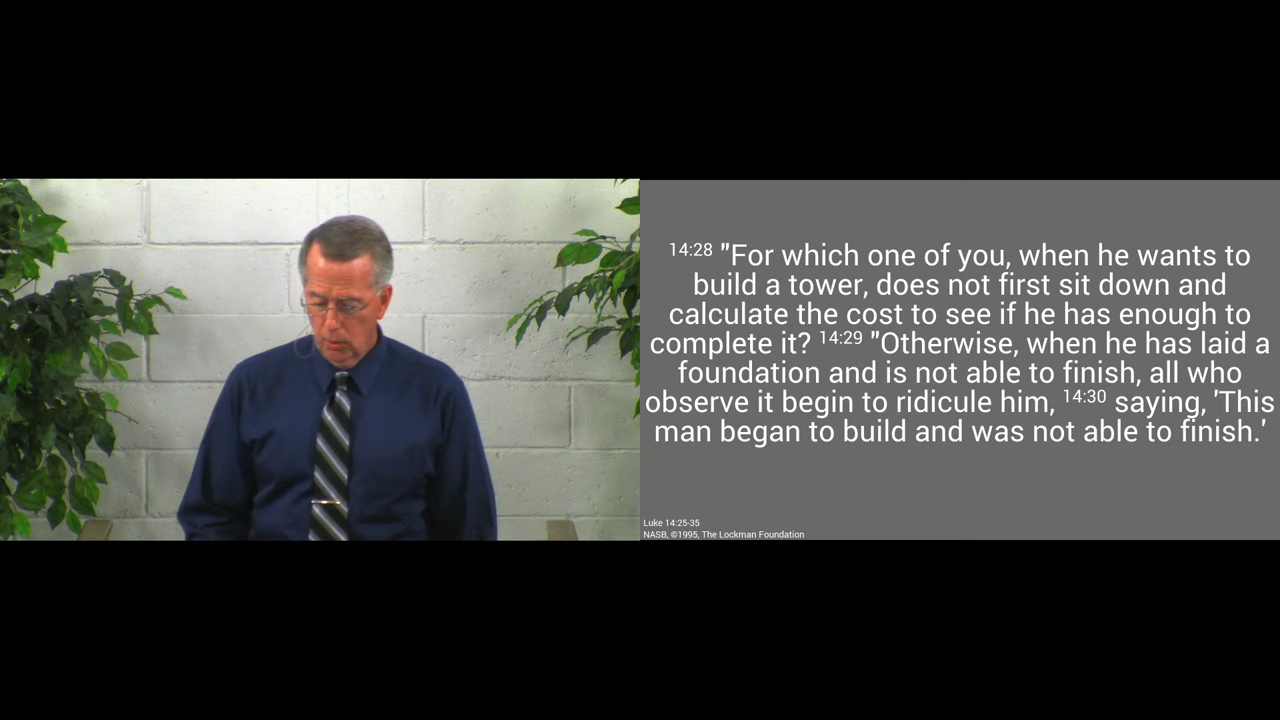 14:28 "For which one of you, when he wants to
build a tower, does not first sit down and
calculate the cost to see if he has enough to
complete it? 14:29 "Otherwise, when he has laid a
foundation and is not able to finish, all who
observe it begin to ridicule him, 14:30 saying, 'This
man began to build and was not able to finish.'
Luke 14:25-35
NASB, ©1995, The Lockman Foundation